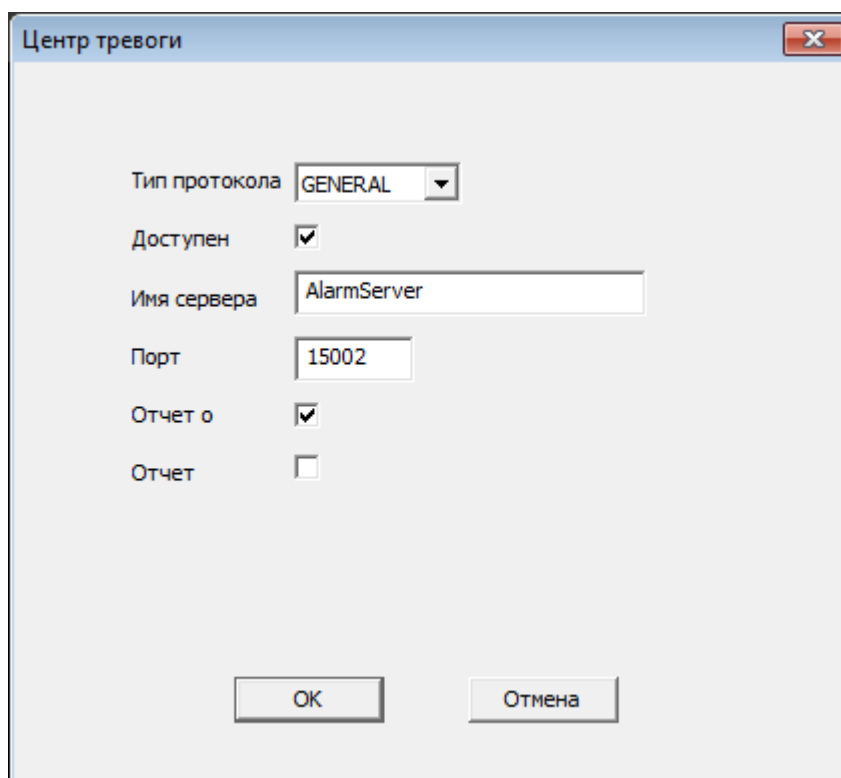 Центр тревоги
Тип протокола GENERAL
Доступен
Имя сервера AlarmServer
Порт 15002
Отчет о
Отчет
OK Отмена